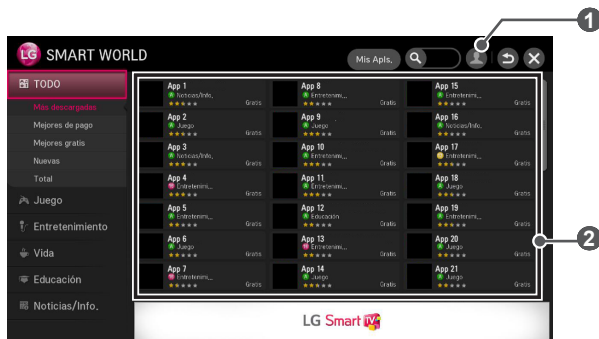 1
LG SMART WORLD
Mis Apls.
TODO
Más descargadas
Mejores de pago
Mejores gratis
Nuevas
Total
Juego
Entretenimiento
Vida
Educación
Noticias/Info.
App 1
A Noticias/Info.
Gratis
App 2
A Juego
Gratis
App 3
A Noticias/Info.
Gratis
App 4
Entretenimi...
Gratis
App 5
A Entretenimi...
Gratis
App 6
A Juego
Gratis
App 7
Entretenimi...
Gratis
App 8
A Entretenimi...
Gratis
App 9
A Juego
Gratis
App 10
A Entretenimi...
Gratis
App 11
A Entretenimi...
Gratis
App 12
A Educación
Gratis
App 13
Entretenimi...
Gratis
App 14
A Juego
Gratis
App 15
A Entretenimi...
Gratis
App 16
A Noticias/Info.
Gratis
App 17
Entretenimi...
Gratis
App 18
A Juego
Gratis
App 19
A Entretenimi...
Gratis
App 20
A Juego
Gratis
App 21
A Juego
Gratis
2
LG Smart TV